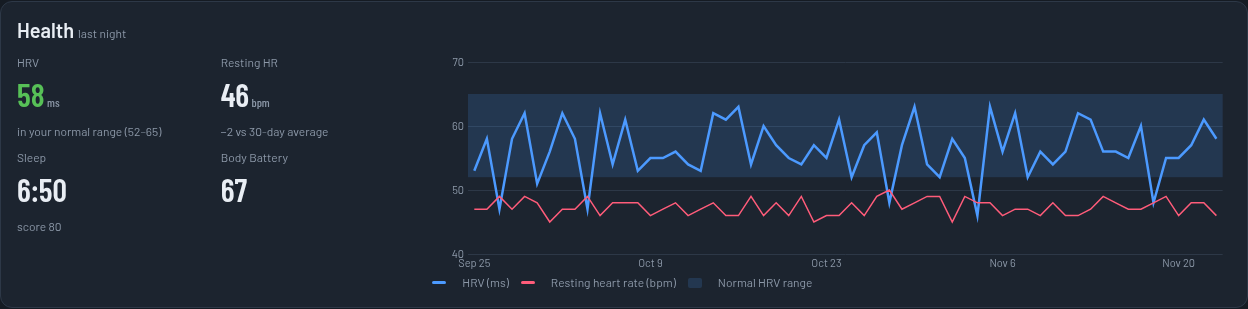 Health last night
HRV
58 ms
in your normal range (52–65)
Resting HR
46 bpm
−2 vs 30-day average
Sleep
6:50
score 80
Body Battery
67
70
60
50
40
Sep 25
Oct 9
Oct 23
Nov 6
Nov 20
HRV (ms)
Resting heart rate (bpm)
Normal HRV range